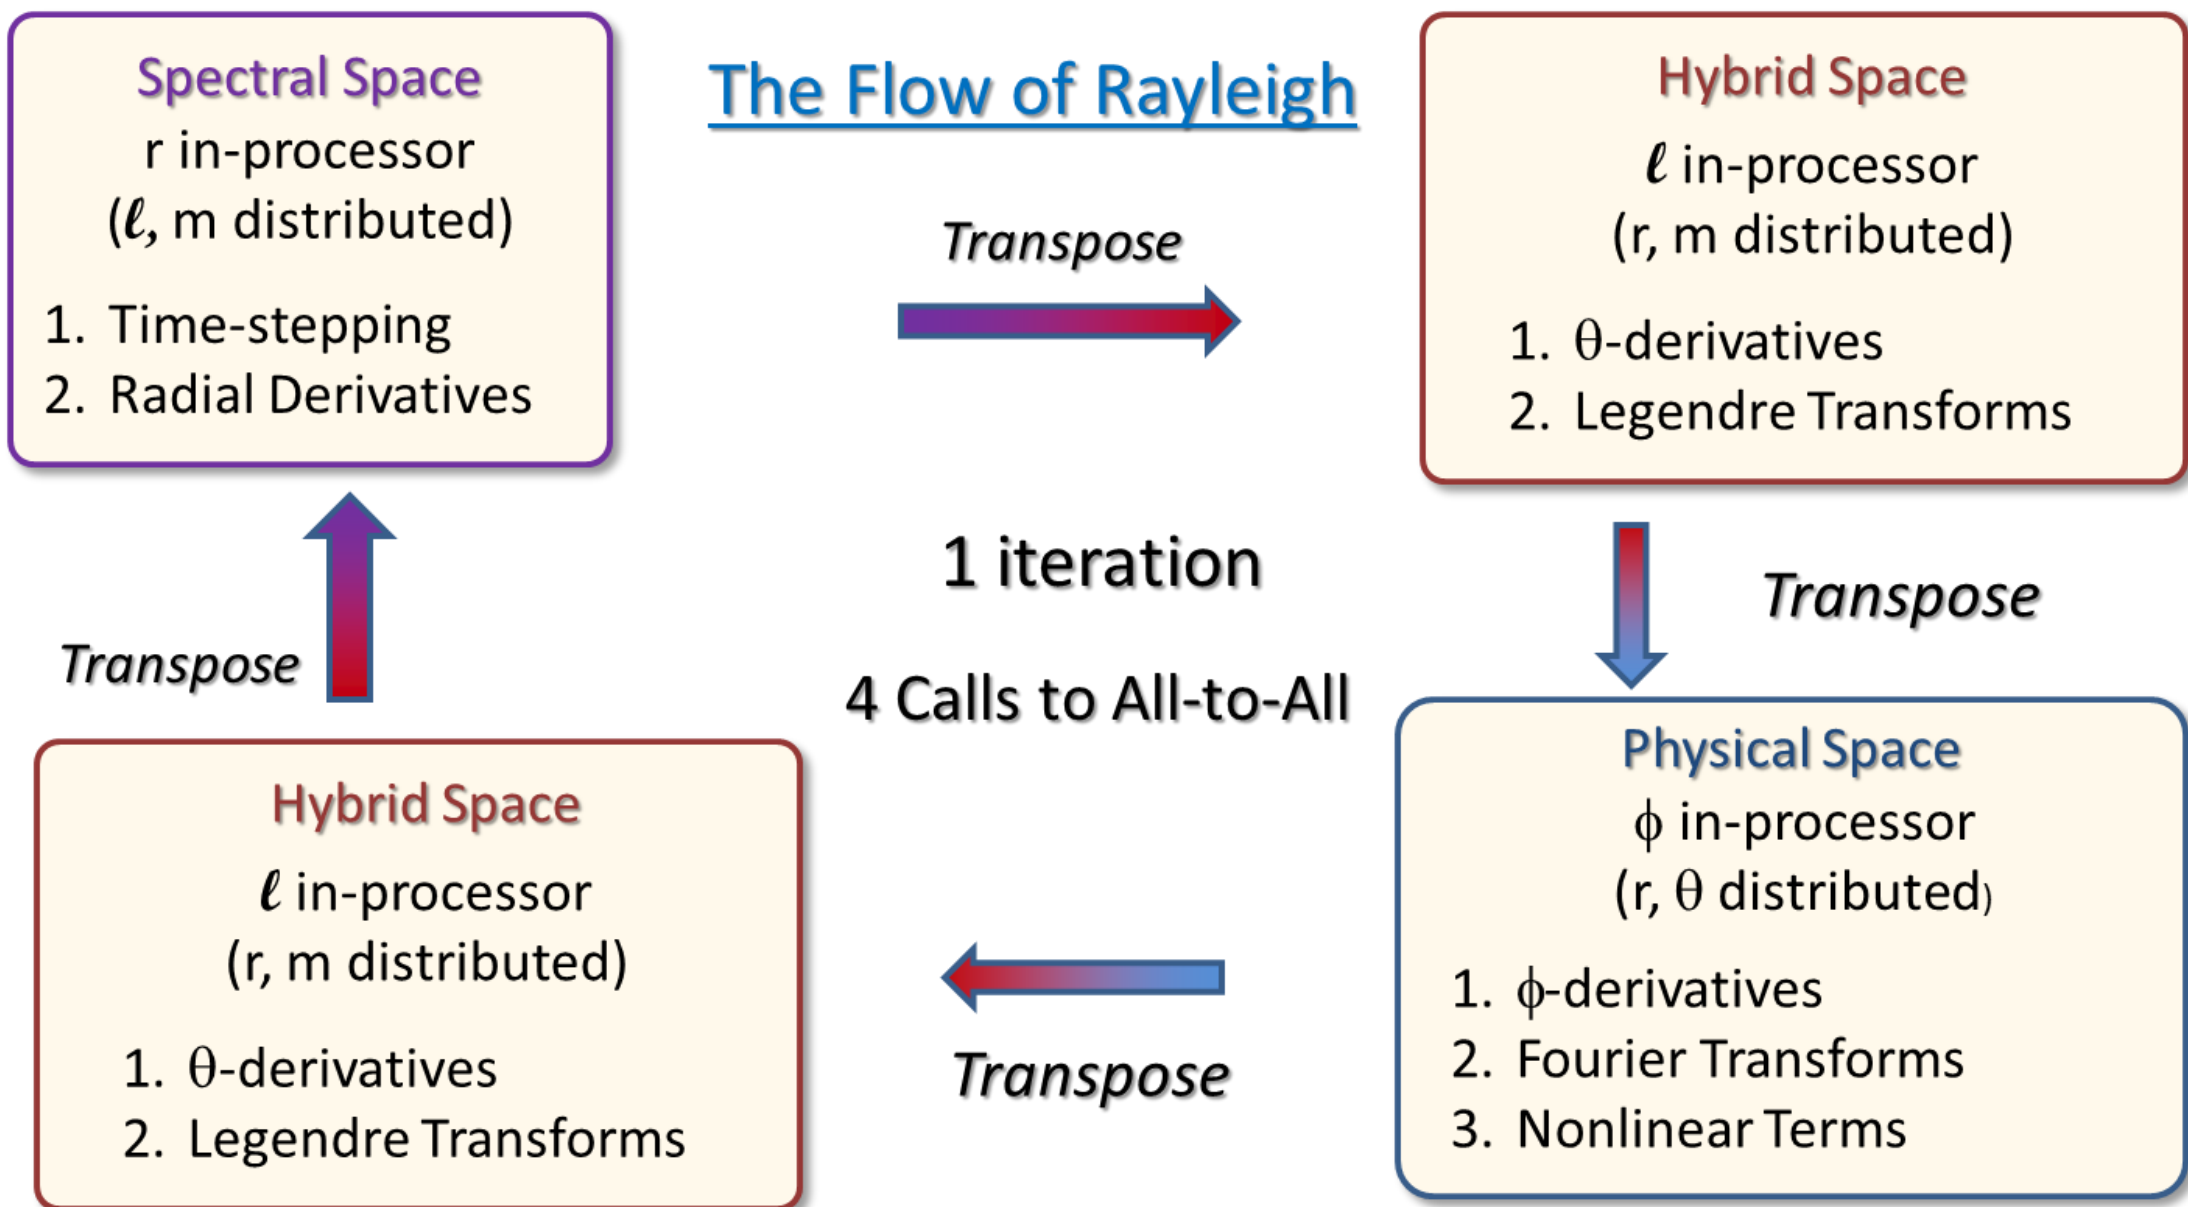 The Flow of Rayleigh
Spectral Space
r in-processor
(ℓ, m distributed)
1. Time-stepping
2. Radial Derivatives
Transpose
Hybrid Space
ℓ in-processor
(r, m distributed)
1. θ-derivatives
2. Legendre Transforms
Transpose
1 iteration
4 Calls to All-to-All
Physical Space
ϕ in-processor
(r, θ distributed)
1. ϕ-derivatives
2. Fourier Transforms
3. Nonlinear Terms
Transpose
Hybrid Space
ℓ in-processor
(r, m distributed)
1. θ-derivatives
2. Legendre Transforms
Transpose